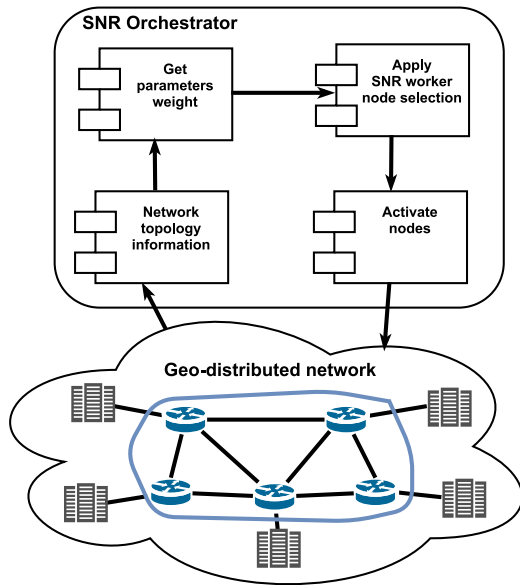 SNR Orchestrator
Get
parameters
weight
Apply
SNR worker
node selection
Network
topology
information
Activate
nodes
Geo-distributed network